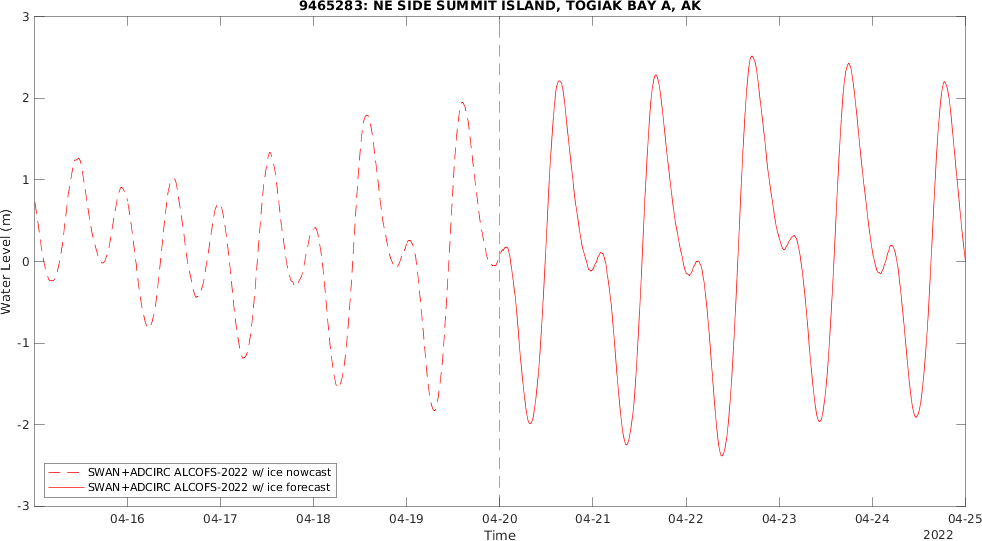 9465283: NE SIDE SUMMIT ISLAND, TOGIAK BAY A, AK
3
2
1
0
-1
-2
-3
Water Level (m)
SWAN+ADCIRC ALCOFS-2022 w/ ice nowcast
SWAN+ADCIRC ALCOFS-2022 w/ ice forecast
04-16 04-17 04-18 04-19 04-20 04-21 04-22 04-23 04-24 04-25
Time
2022